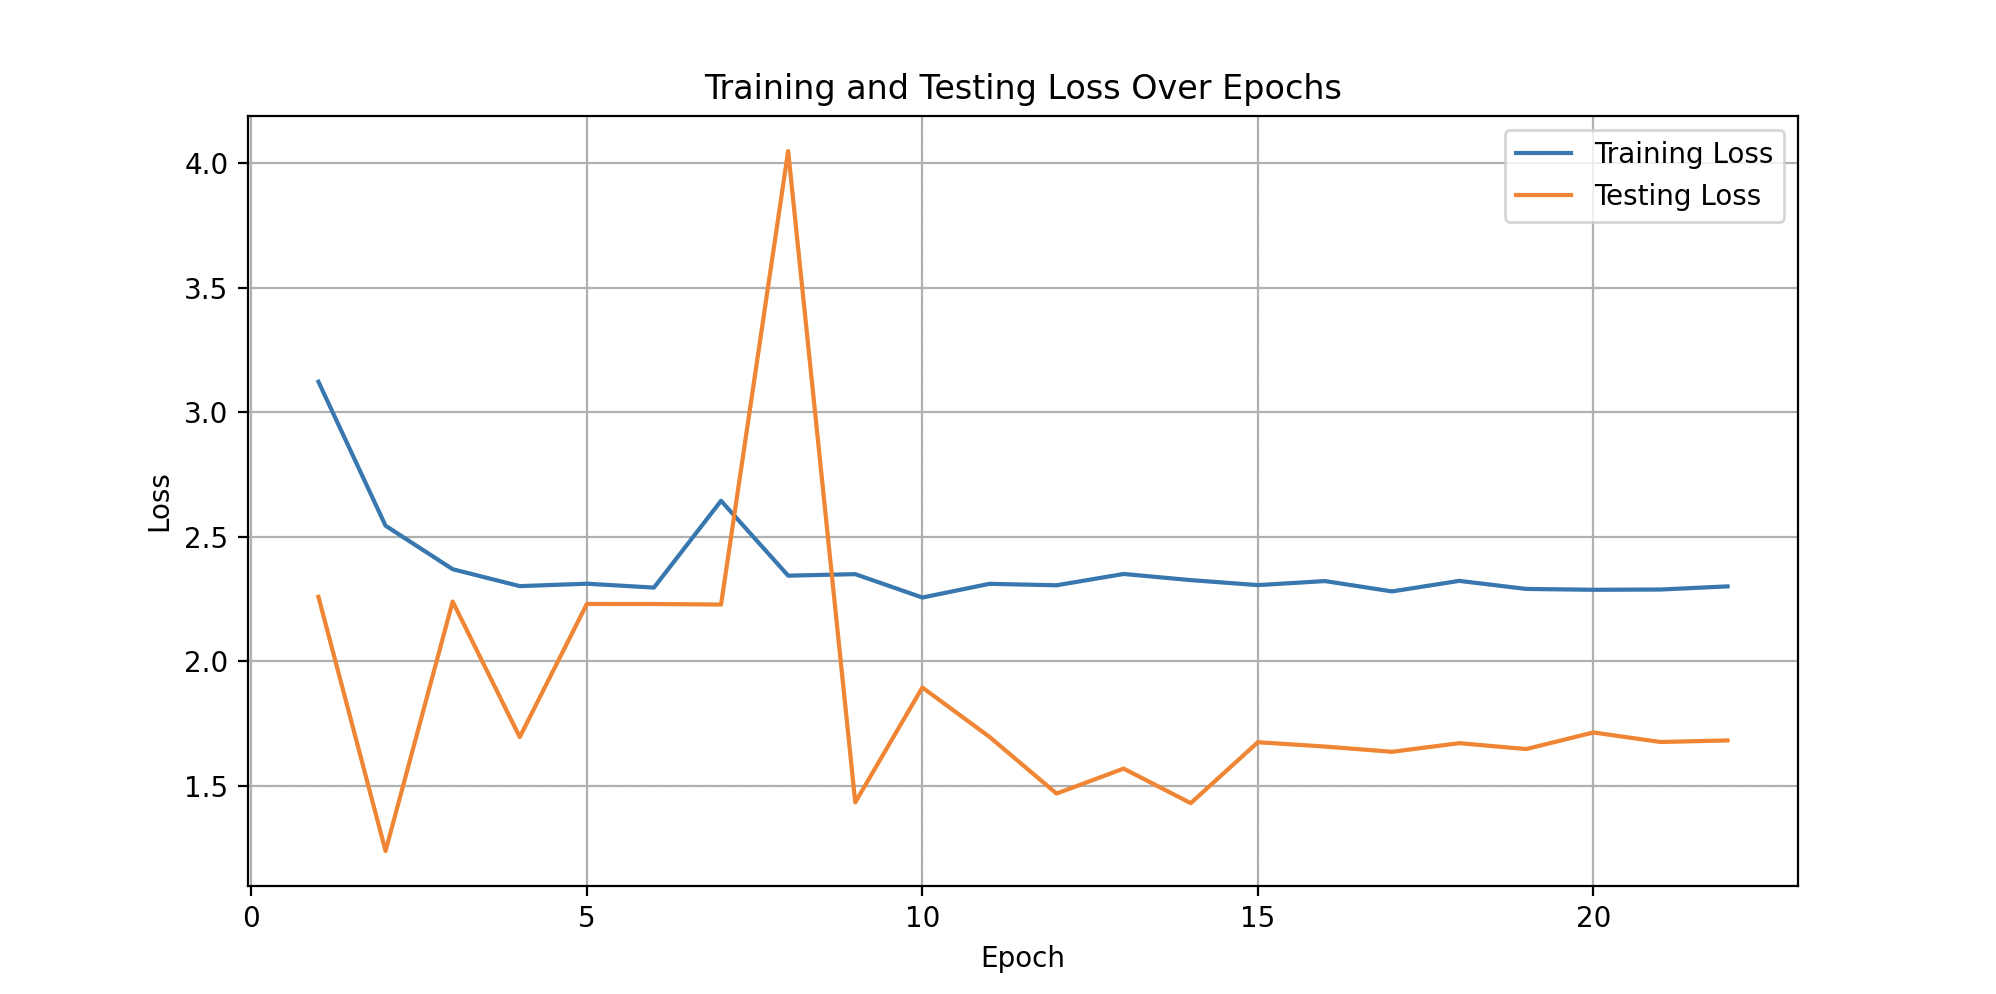 Training and Testing Loss Over Epochs
Training Loss
Testing Loss
4.0
3.5
3.0
2.5
2.0
1.5
Loss
0 5 10 15 20
Epoch